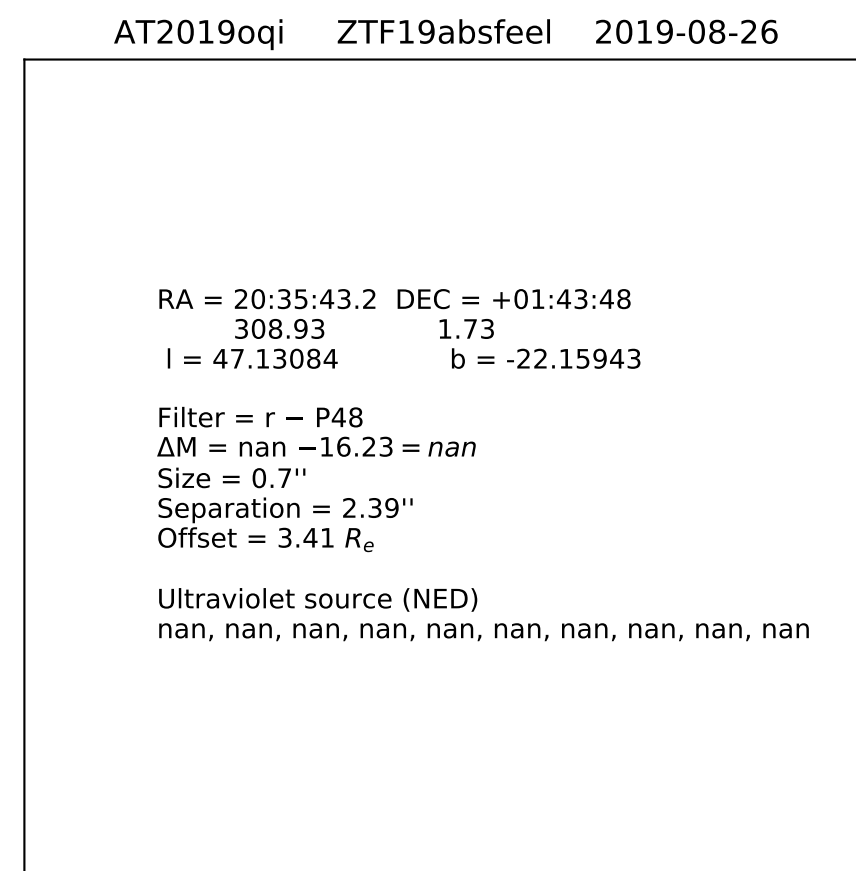 AT2019oqi ZTF19absfeel 2019-08-26
RA = 20:35:43.2 DEC = +01:43:48
308.93 1.73
l = 47.13084 b = -22.15943
Filter = r − P48
ΔM = nan −16.23 = nan
Size = 0.7''
Separation = 2.39''
Offset = 3.41 Re
Ultraviolet source (NED)
nan, nan, nan, nan, nan, nan, nan, nan, nan, nan